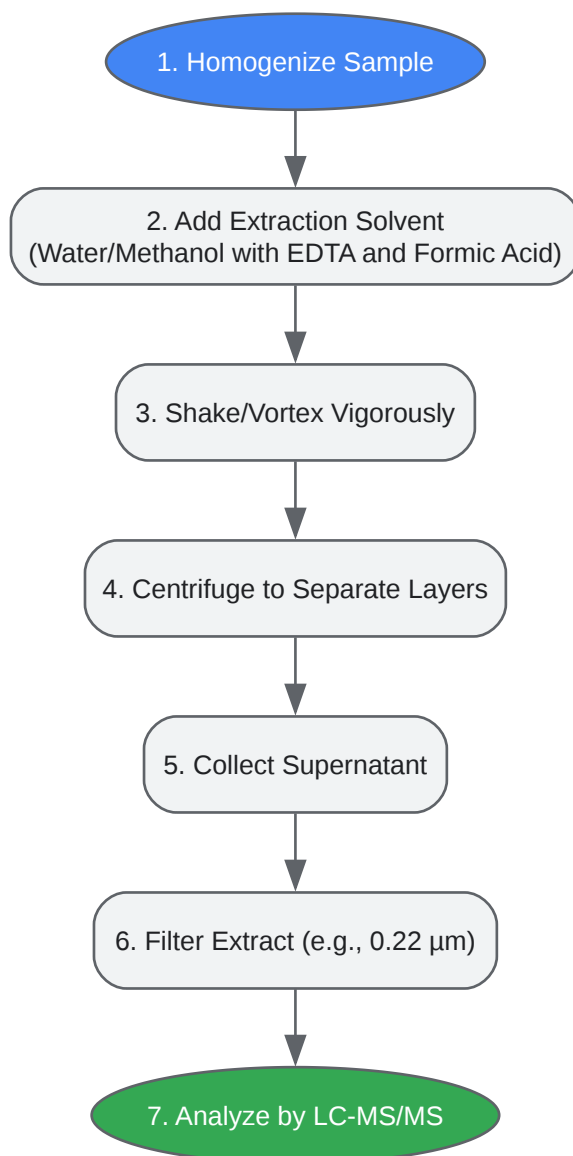 1. Homogenize Sample
2. Add Extraction Solvent
(Water/Methanol with EDTA and Formic Acid)
3. Shake/Vortex Vigorously
4. Centrifuge to Separate Layers
5. Collect Supernatant
6. Filter Extract (e.g., 0.22 µm)
7. Analyze by LC-MS/MS